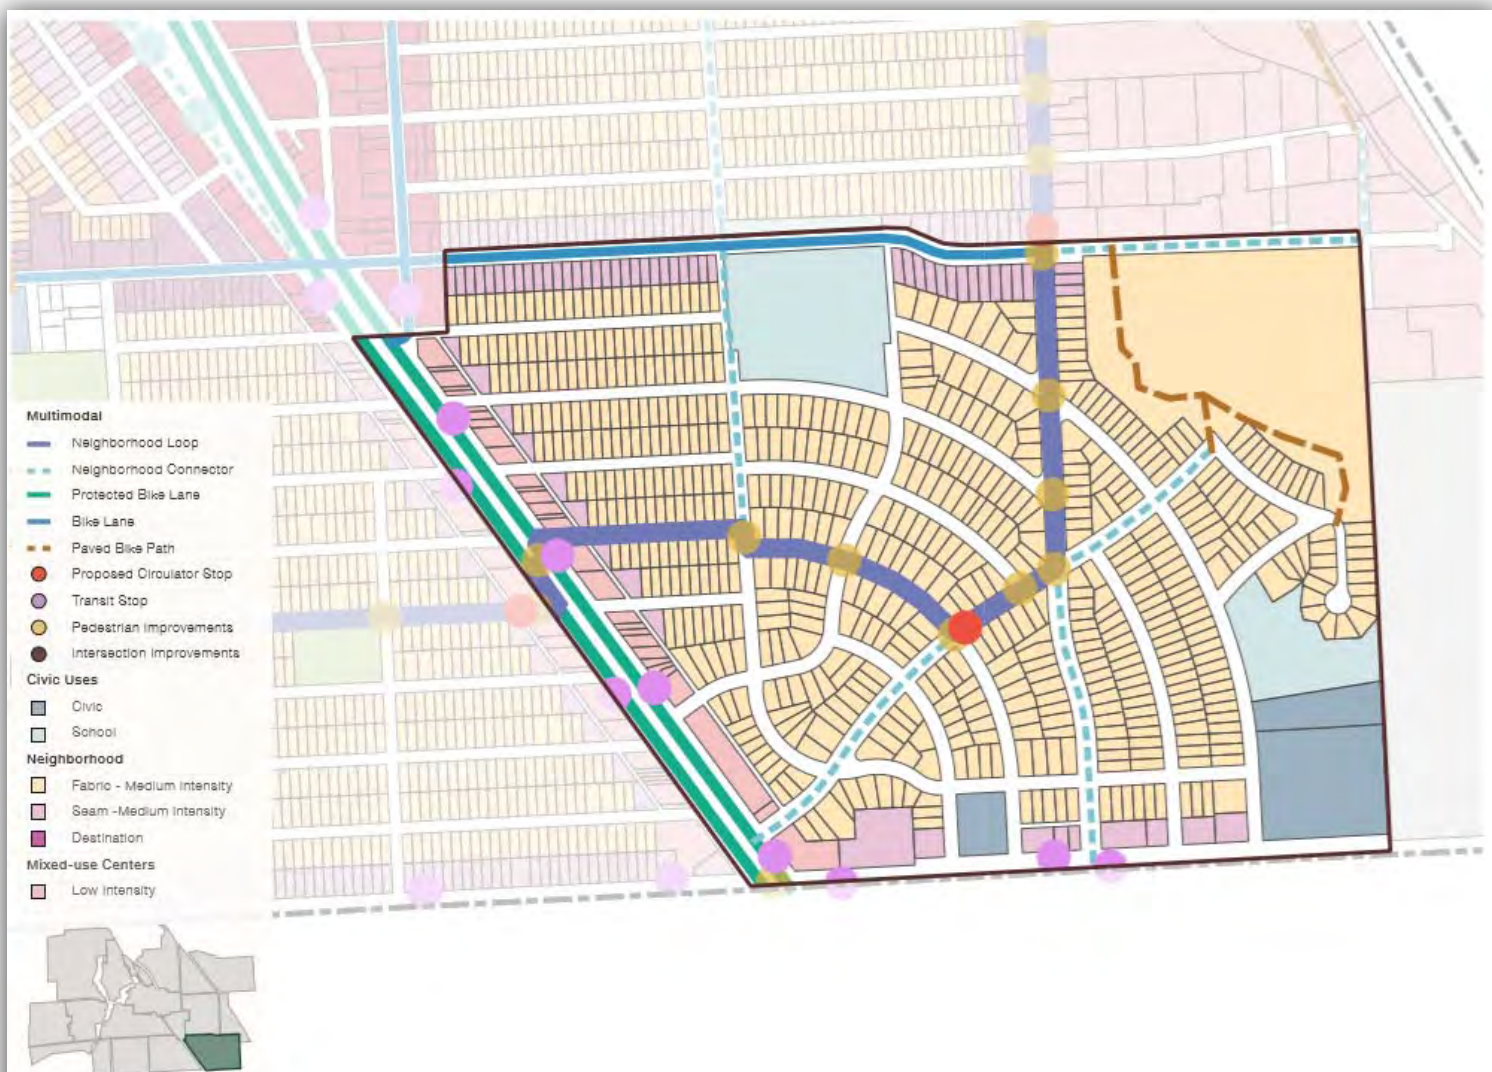 Multimodal
Neighborhood Loop
Neighborhood Connector
Protected Bike Lane
Bike Lane
Paved Bike Path
Proposed Circulator Stop
Transit Stop
Pedestrian Improvements
Intersection Improvements
Civic Uses
Civic
School
Neighborhood
Fabric - Medium Intensity
Seam -Medium Intensity
Destination
Mixed-use Centers
Low Intensity